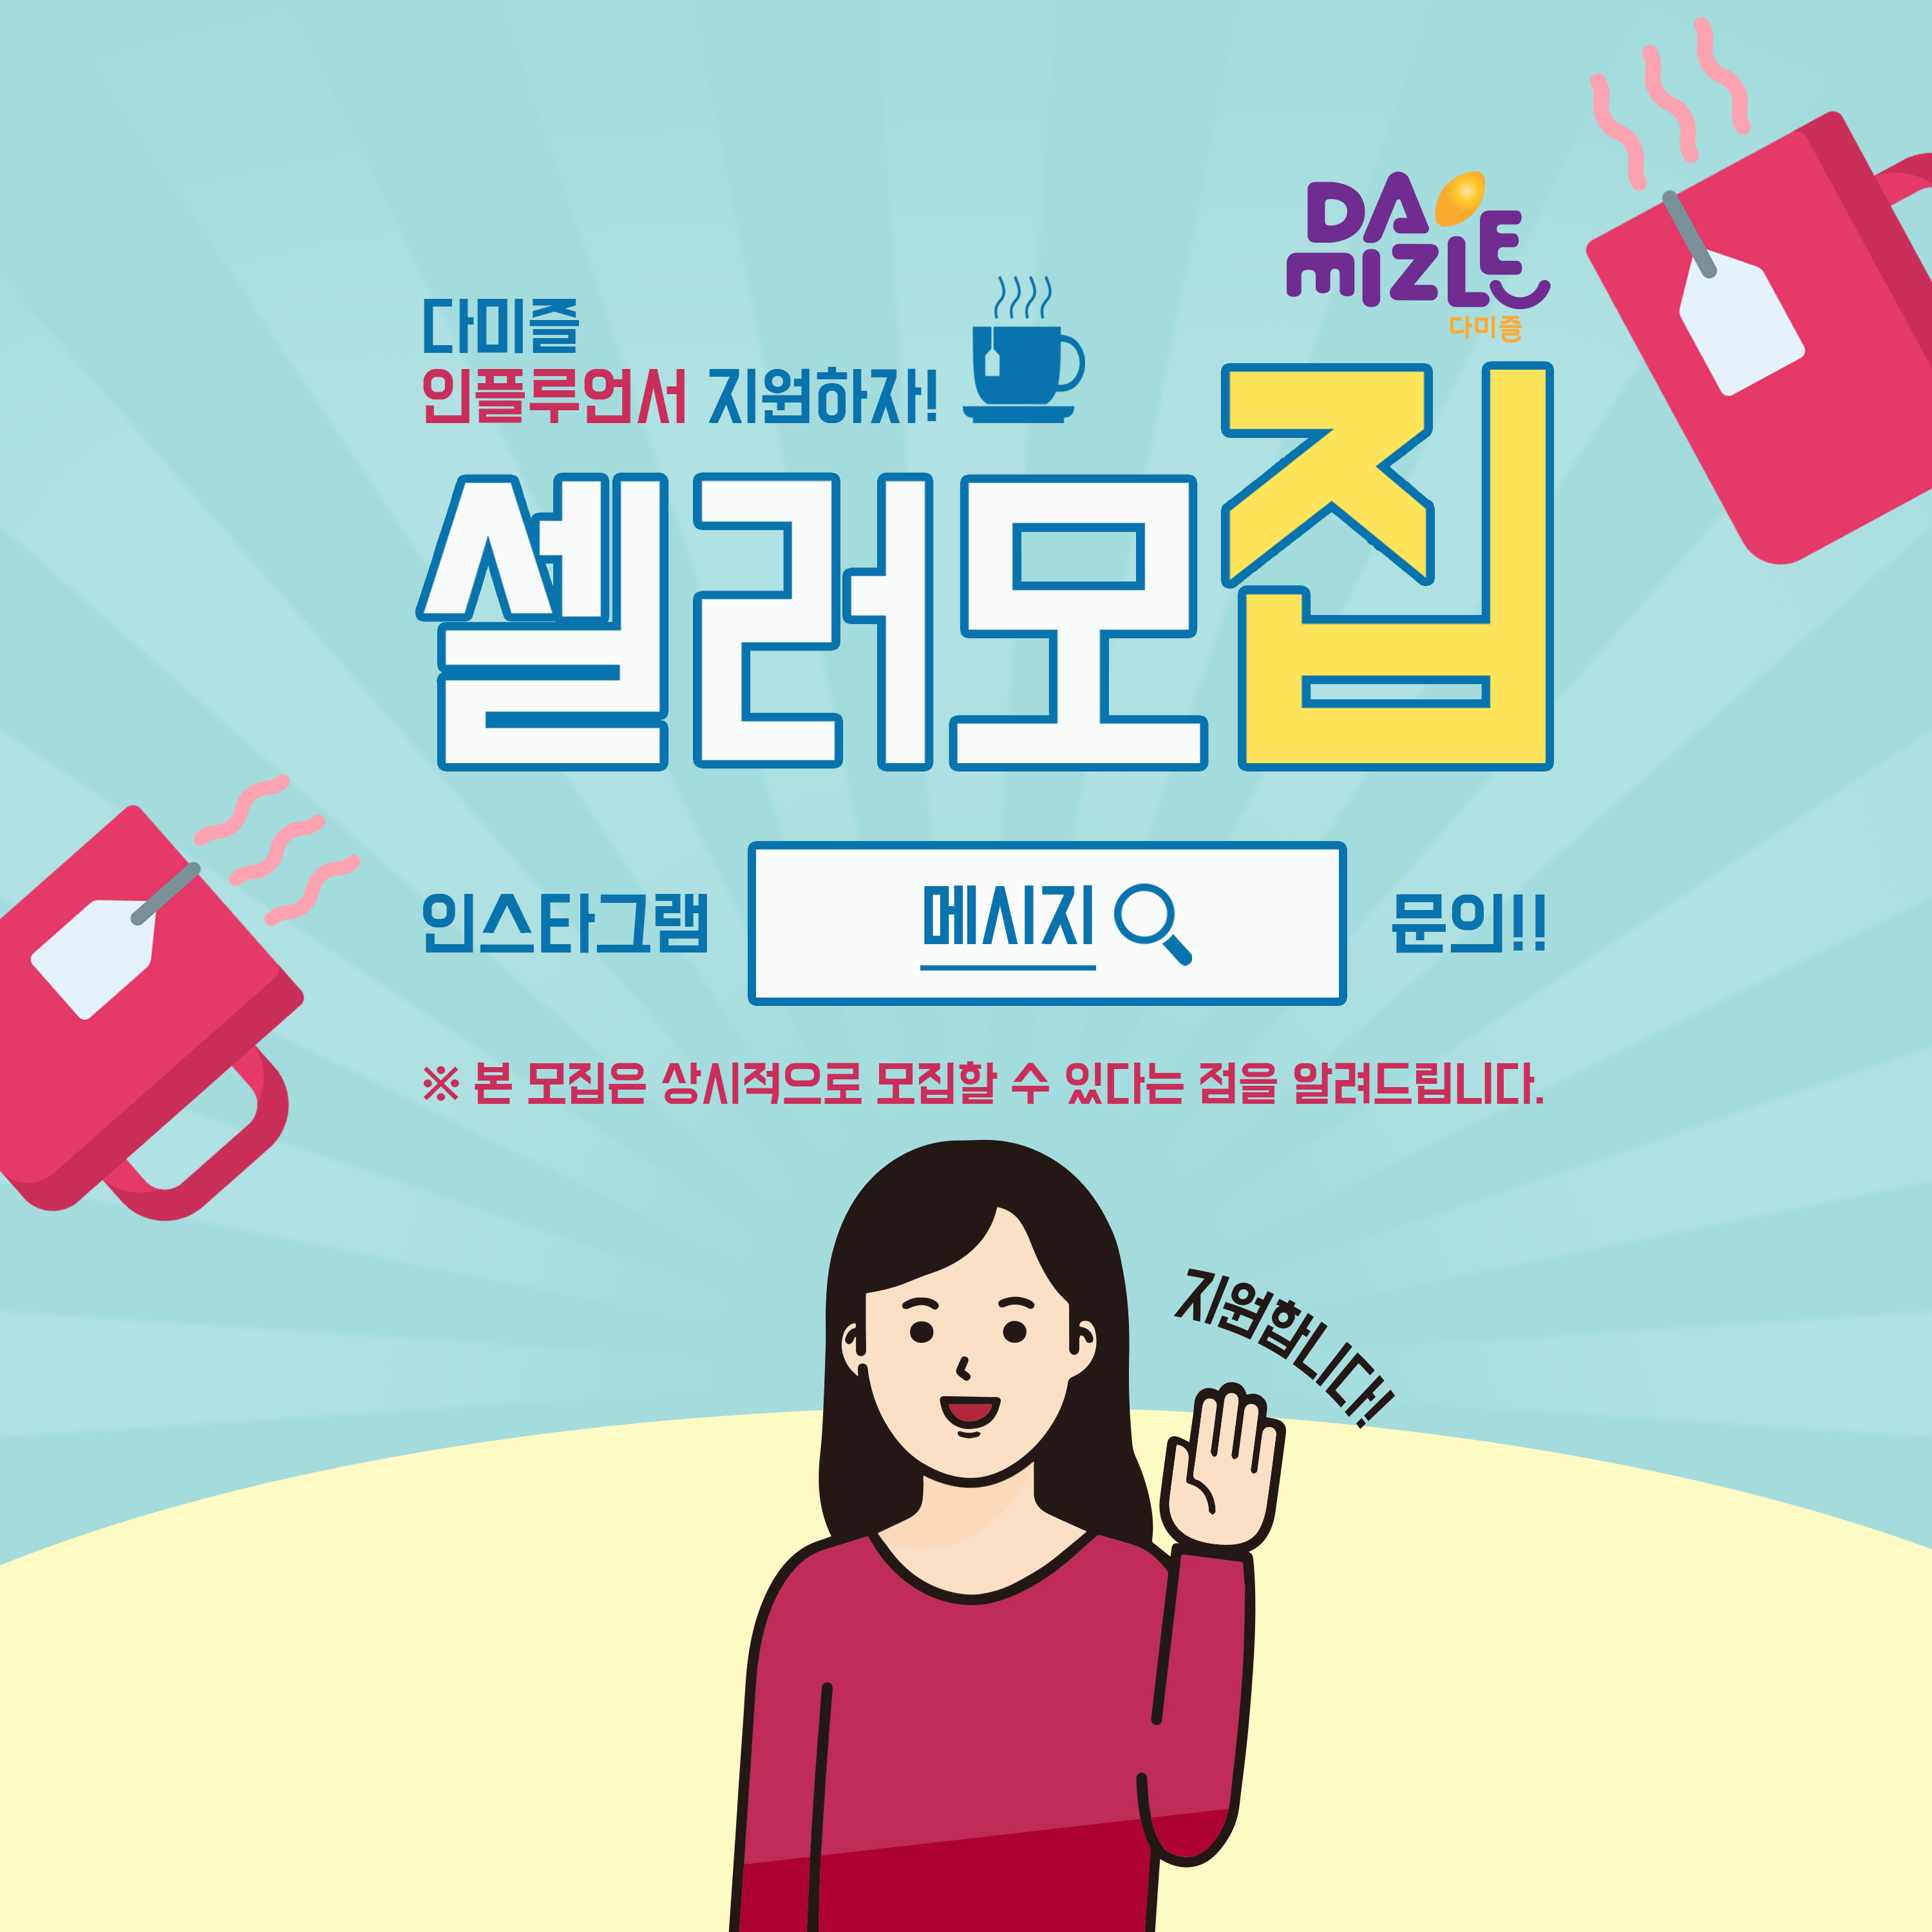 DA
MIZLE
다미즐
다미즐
인플루언서 지원하자!
셀러모집
인스타그램 메시지 문의!!
※ 본 모집은 상시적으로 모집할 수 있다는 점을 알려드립니다.
지원합니다!